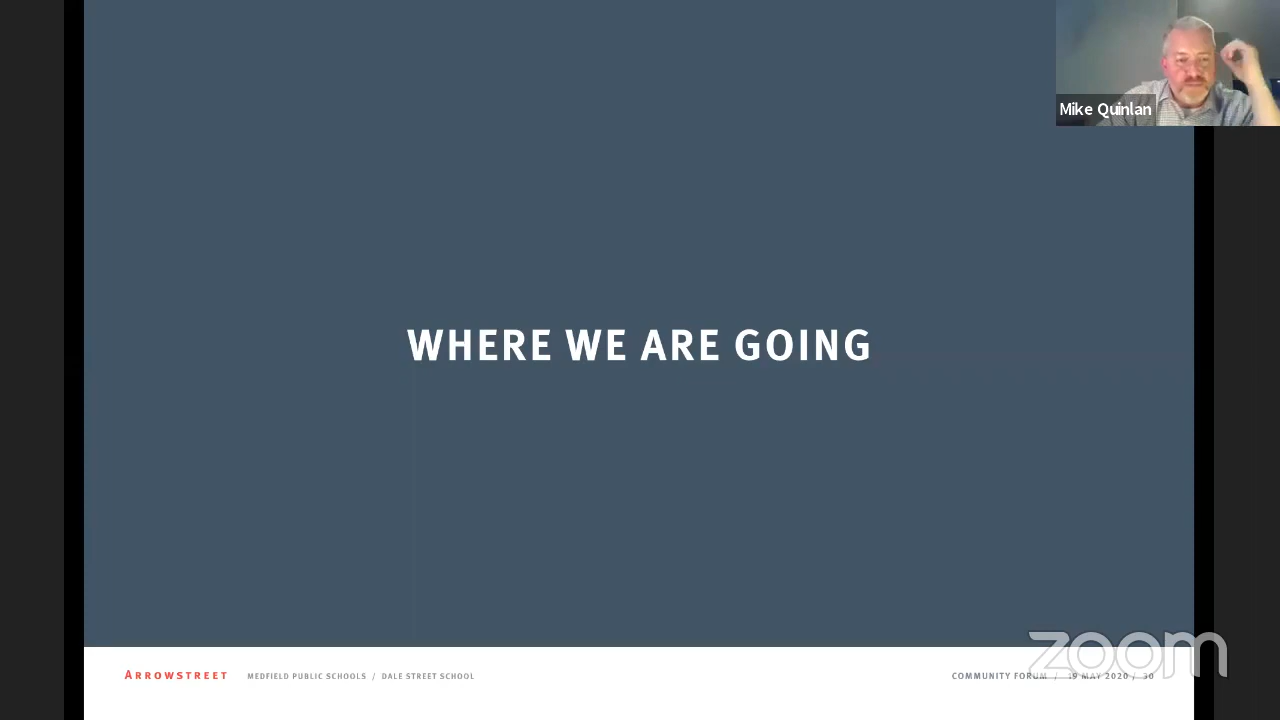 Mike Quinlan
WHERE WE ARE GOING
ARROWSTREET MEDFIELD PUBLIC SCHOOLS / DALE STREET SCHOOL
COMMUNITY FORUM / 19 MAY 2020 / 30
zoom